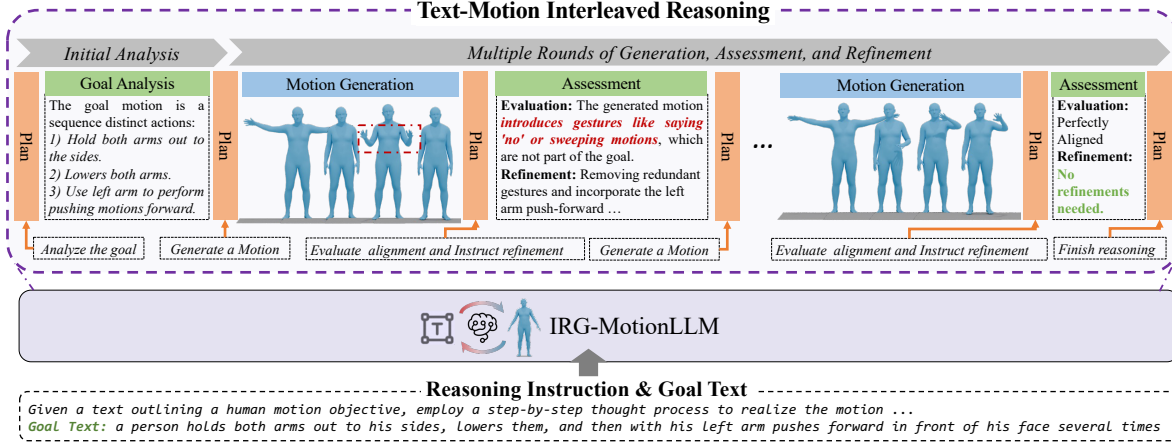 Text-Motion Interleaved Reasoning
Initial Analysis
Multiple Rounds of Generation, Assessment, and Refinement
Plan
Goal Analysis
The goal motion is a
sequence distinct actions:
1) Hold both arms out to
the sides.
2) Lowers both arms.
3) Use left arm to perform
pushing motions forward.
Plan
Motion Generation
Plan
Assessment
Evaluation: The generated motion
introduces gestures like saying
'no' or sweeping motions, which
are not part of the goal.
Refinement: Removing redundant
gestures and incorporate the left
arm push-forward ...
Plan
...
Motion Generation
Plan
Assessment
Evaluation:
Perfectly
Aligned
Refinement:
No
refinements
needed.
Plan
Analyze the goal
Generate a Motion
Evaluate alignment and Instruct refinement
Generate a Motion
Evaluate alignment and Instruct refinement
Finish reasoning
T
IRG-MotionLLM
Reasoning Instruction & Goal Text
Given a text outlining a human motion objective, employ a step-by-step thought process to realize the motion ...
Goal Text: a person holds both arms out to his sides, lowers them, and then with his left arm pushes forward in front of his face several times